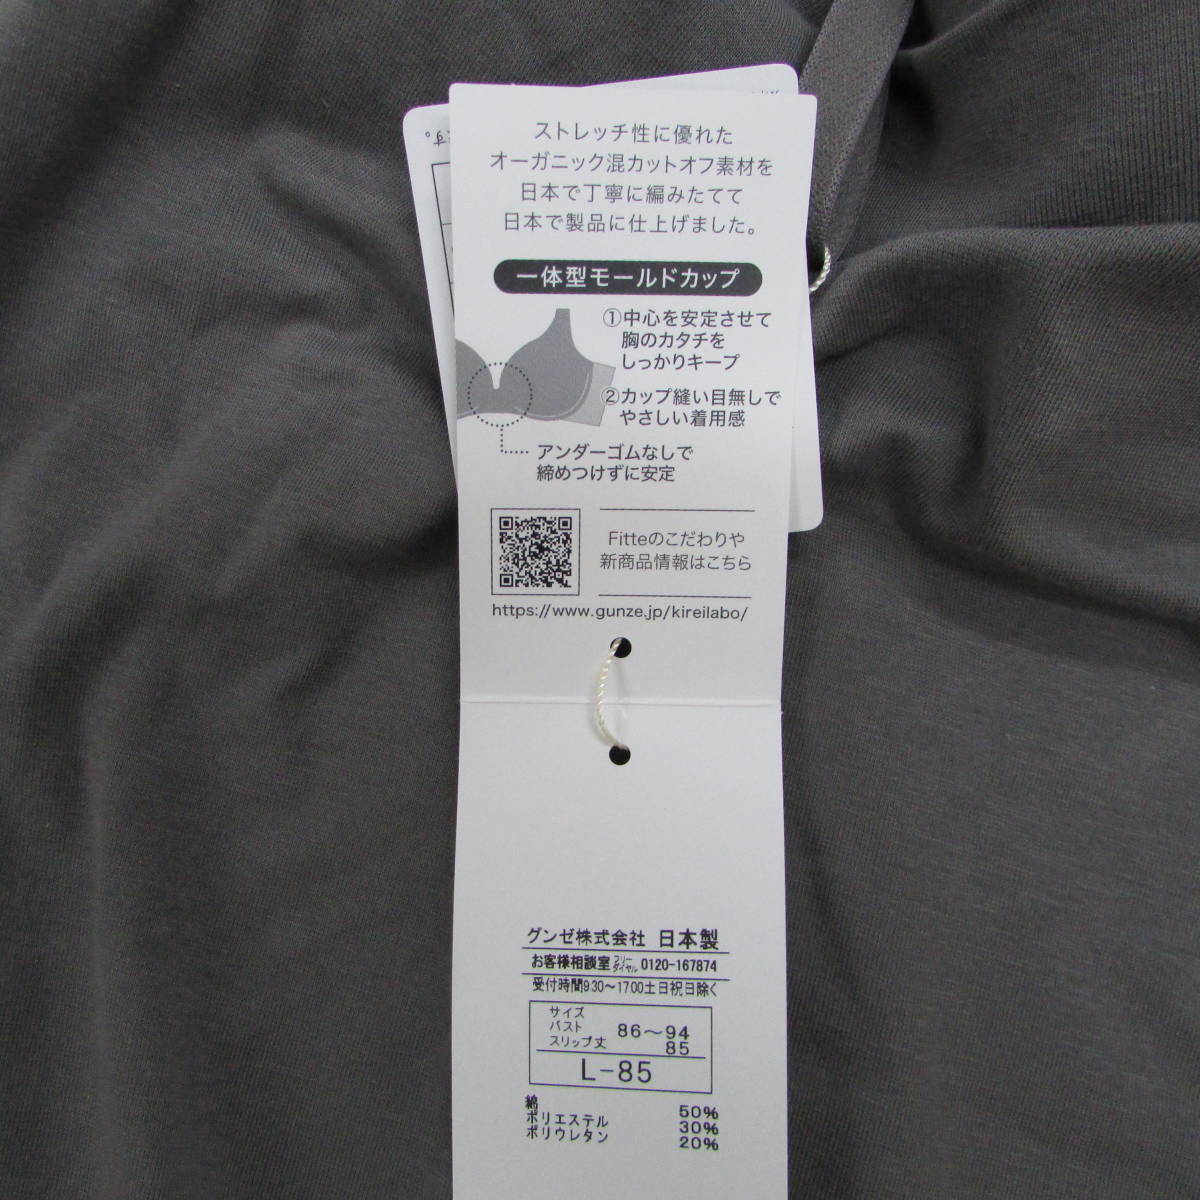 ストレッチ性に優れた
オーガニック混カットオフ素材を
日本で丁寧に編みたてて
日本で製品に仕上げました。
一体型モールドカップ
①中心を安定させて
胸のカタチを
しっかりキープ
②カップ縫い目無しで
やさしい着用感
アンダーゴムなしで
締めつけずに安定
Fitteのこだわりや
新商品情報はこちら
https://www.gunze.jp/kireilabo/
グンゼ株式会社 日本製
お客様相談室 フリーダイヤル 0120-167874
受付時間9:30〜17:00土日祝日除く
サイズ
バスト 86〜94
スリップ丈 85
L-85
綿 50%
ポリエステル 30%
ポリウレタン 20%